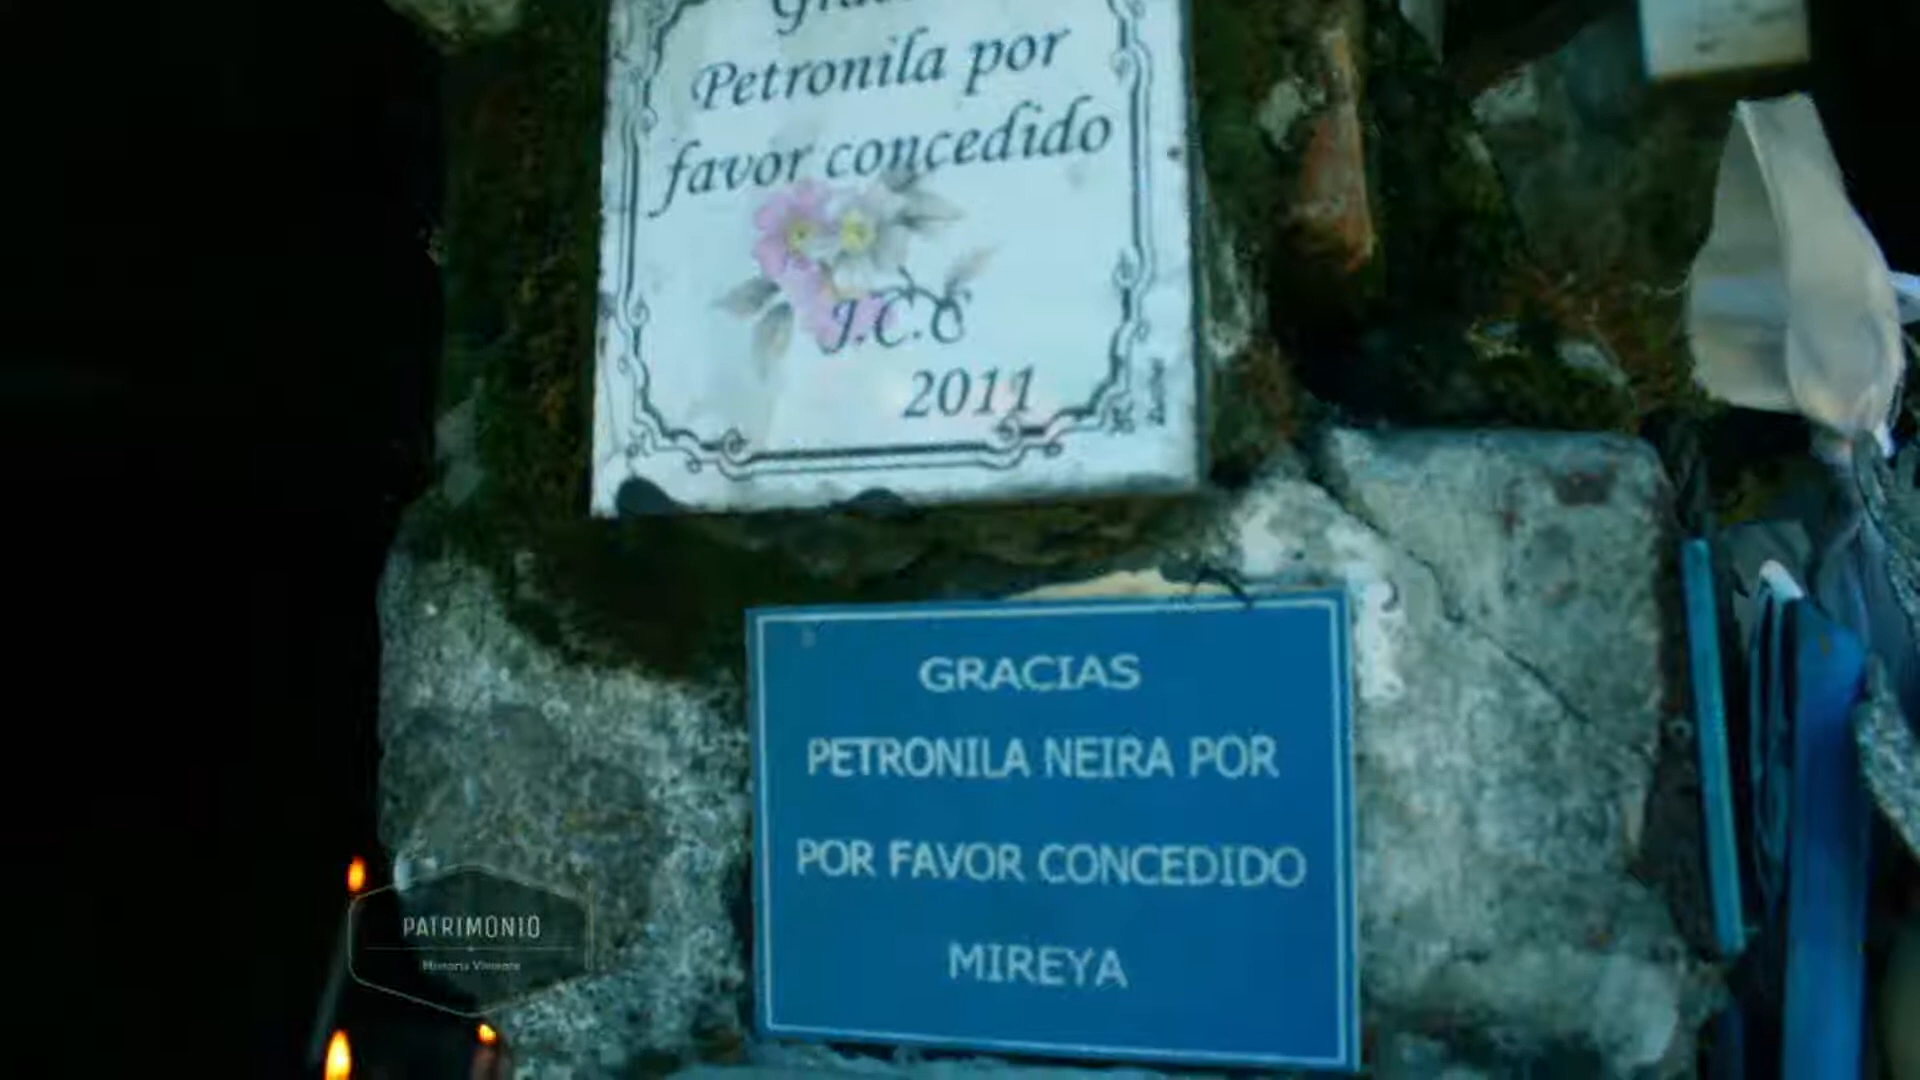 Petronila por
favor concedido
J.C.C
2011
GRACIAS
PETRONILA NEIRA POR
POR FAVOR CONCEDIDO
MIREYA
PATRIMONIO